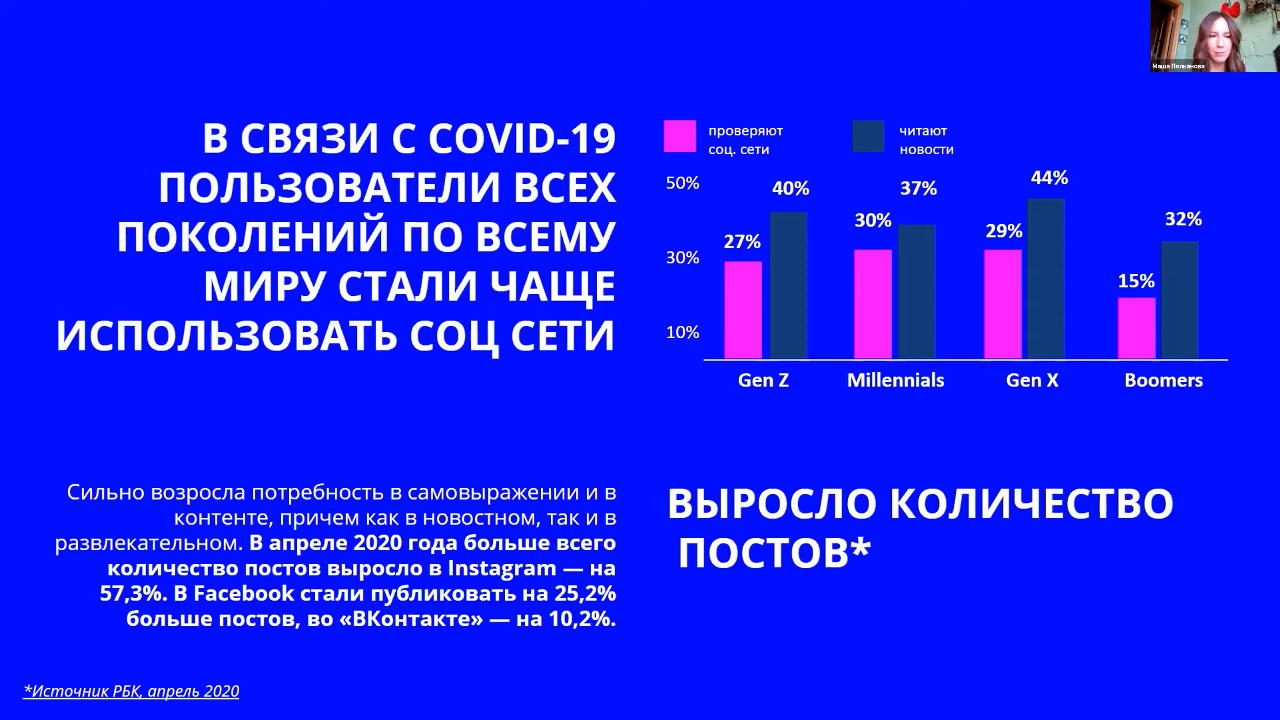 Маша Полканова
В СВЯЗИ С COVID-19
ПОЛЬЗОВАТЕЛИ ВСЕХ
ПОКОЛЕНИЙ ПО ВСЕМУ
МИРУ СТАЛИ ЧАЩЕ
ИСПОЛЬЗОВАТЬ СОЦ СЕТИ
проверяют
соц. сети
читают
новости
50%
30%
10%
27%
40%
30%
37%
29%
44%
15%
32%
Gen Z
Millennials
Gen X
Boomers
Сильно возросла потребность в самовыражении и в
контенте, причем как в новостном, так и в
развлекательном. В апреле 2020 года больше всего
количество постов выросло в Instagram — на
57,3%. В Facebook стали публиковать на 25,2%
больше постов, во «ВКонтакте» — на 10,2%.
ВЫРОСЛО КОЛИЧЕСТВО
ПОСТОВ*
*Источник РБК, апрель 2020